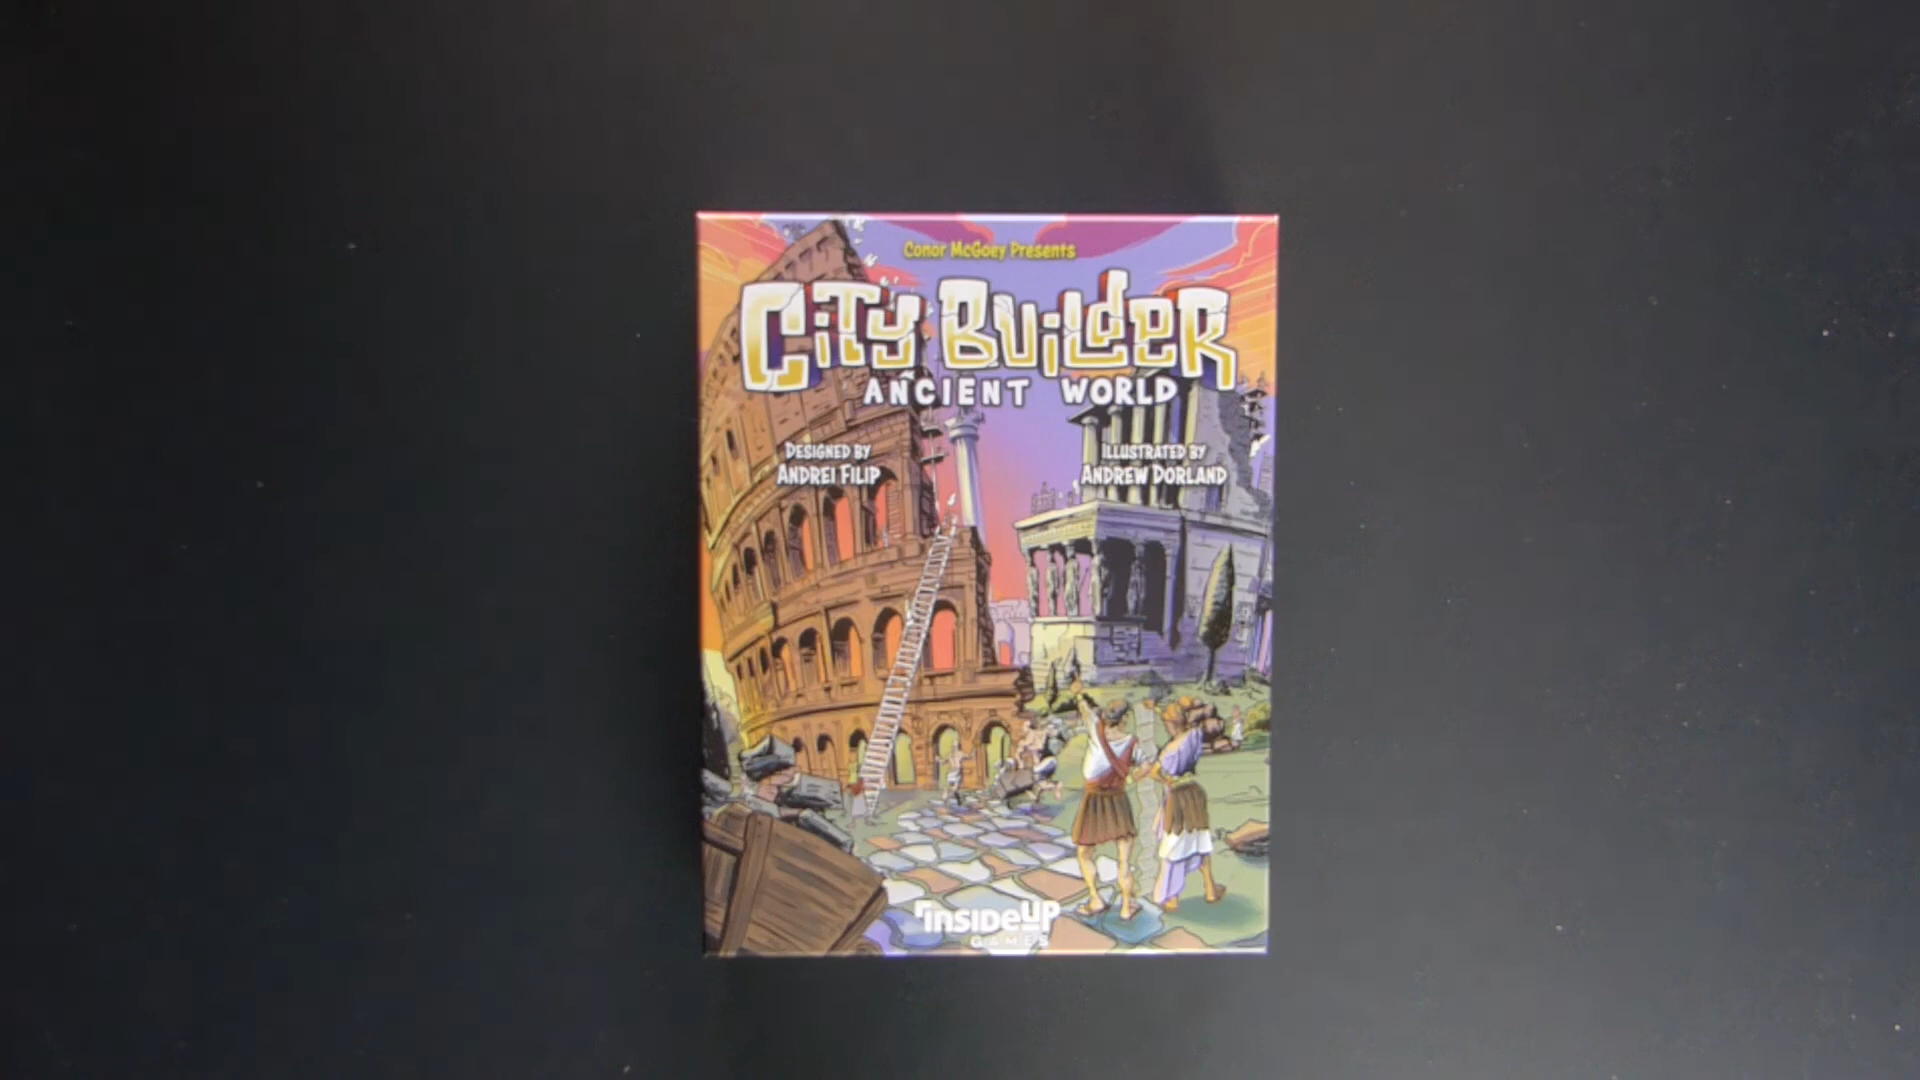 Conor McGoey Presents
City Builder
ANCIENT WORLD
DESIGNED BY
ANDREI FILIP
ILLUSTRATED BY
ANDREW DORLAND
INSIDEUP
GAMES